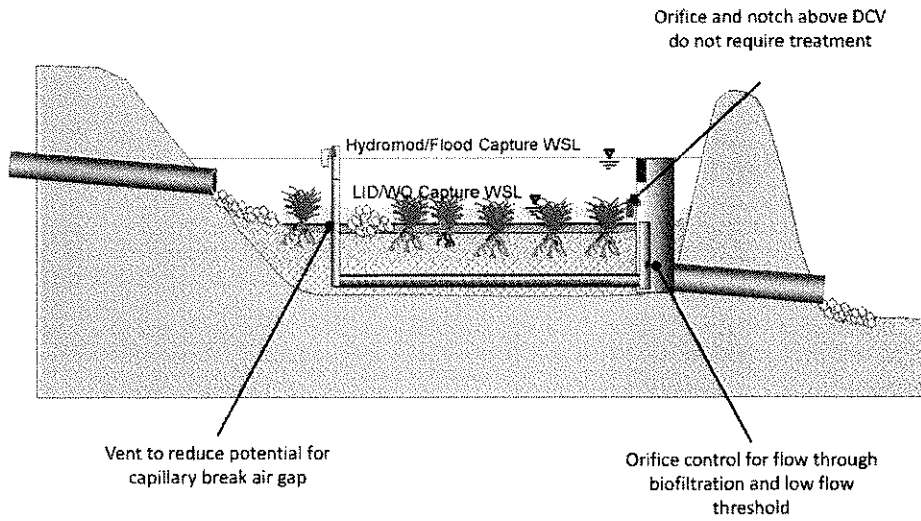 Orifice and notch above DCV
do not require treatment
Hydromod/Flood Capture WSL
LID/WQ Capture WSL
Vent to reduce potential for
capillary break air gap
Orifice control for flow through
biofiltration and low flow
threshold